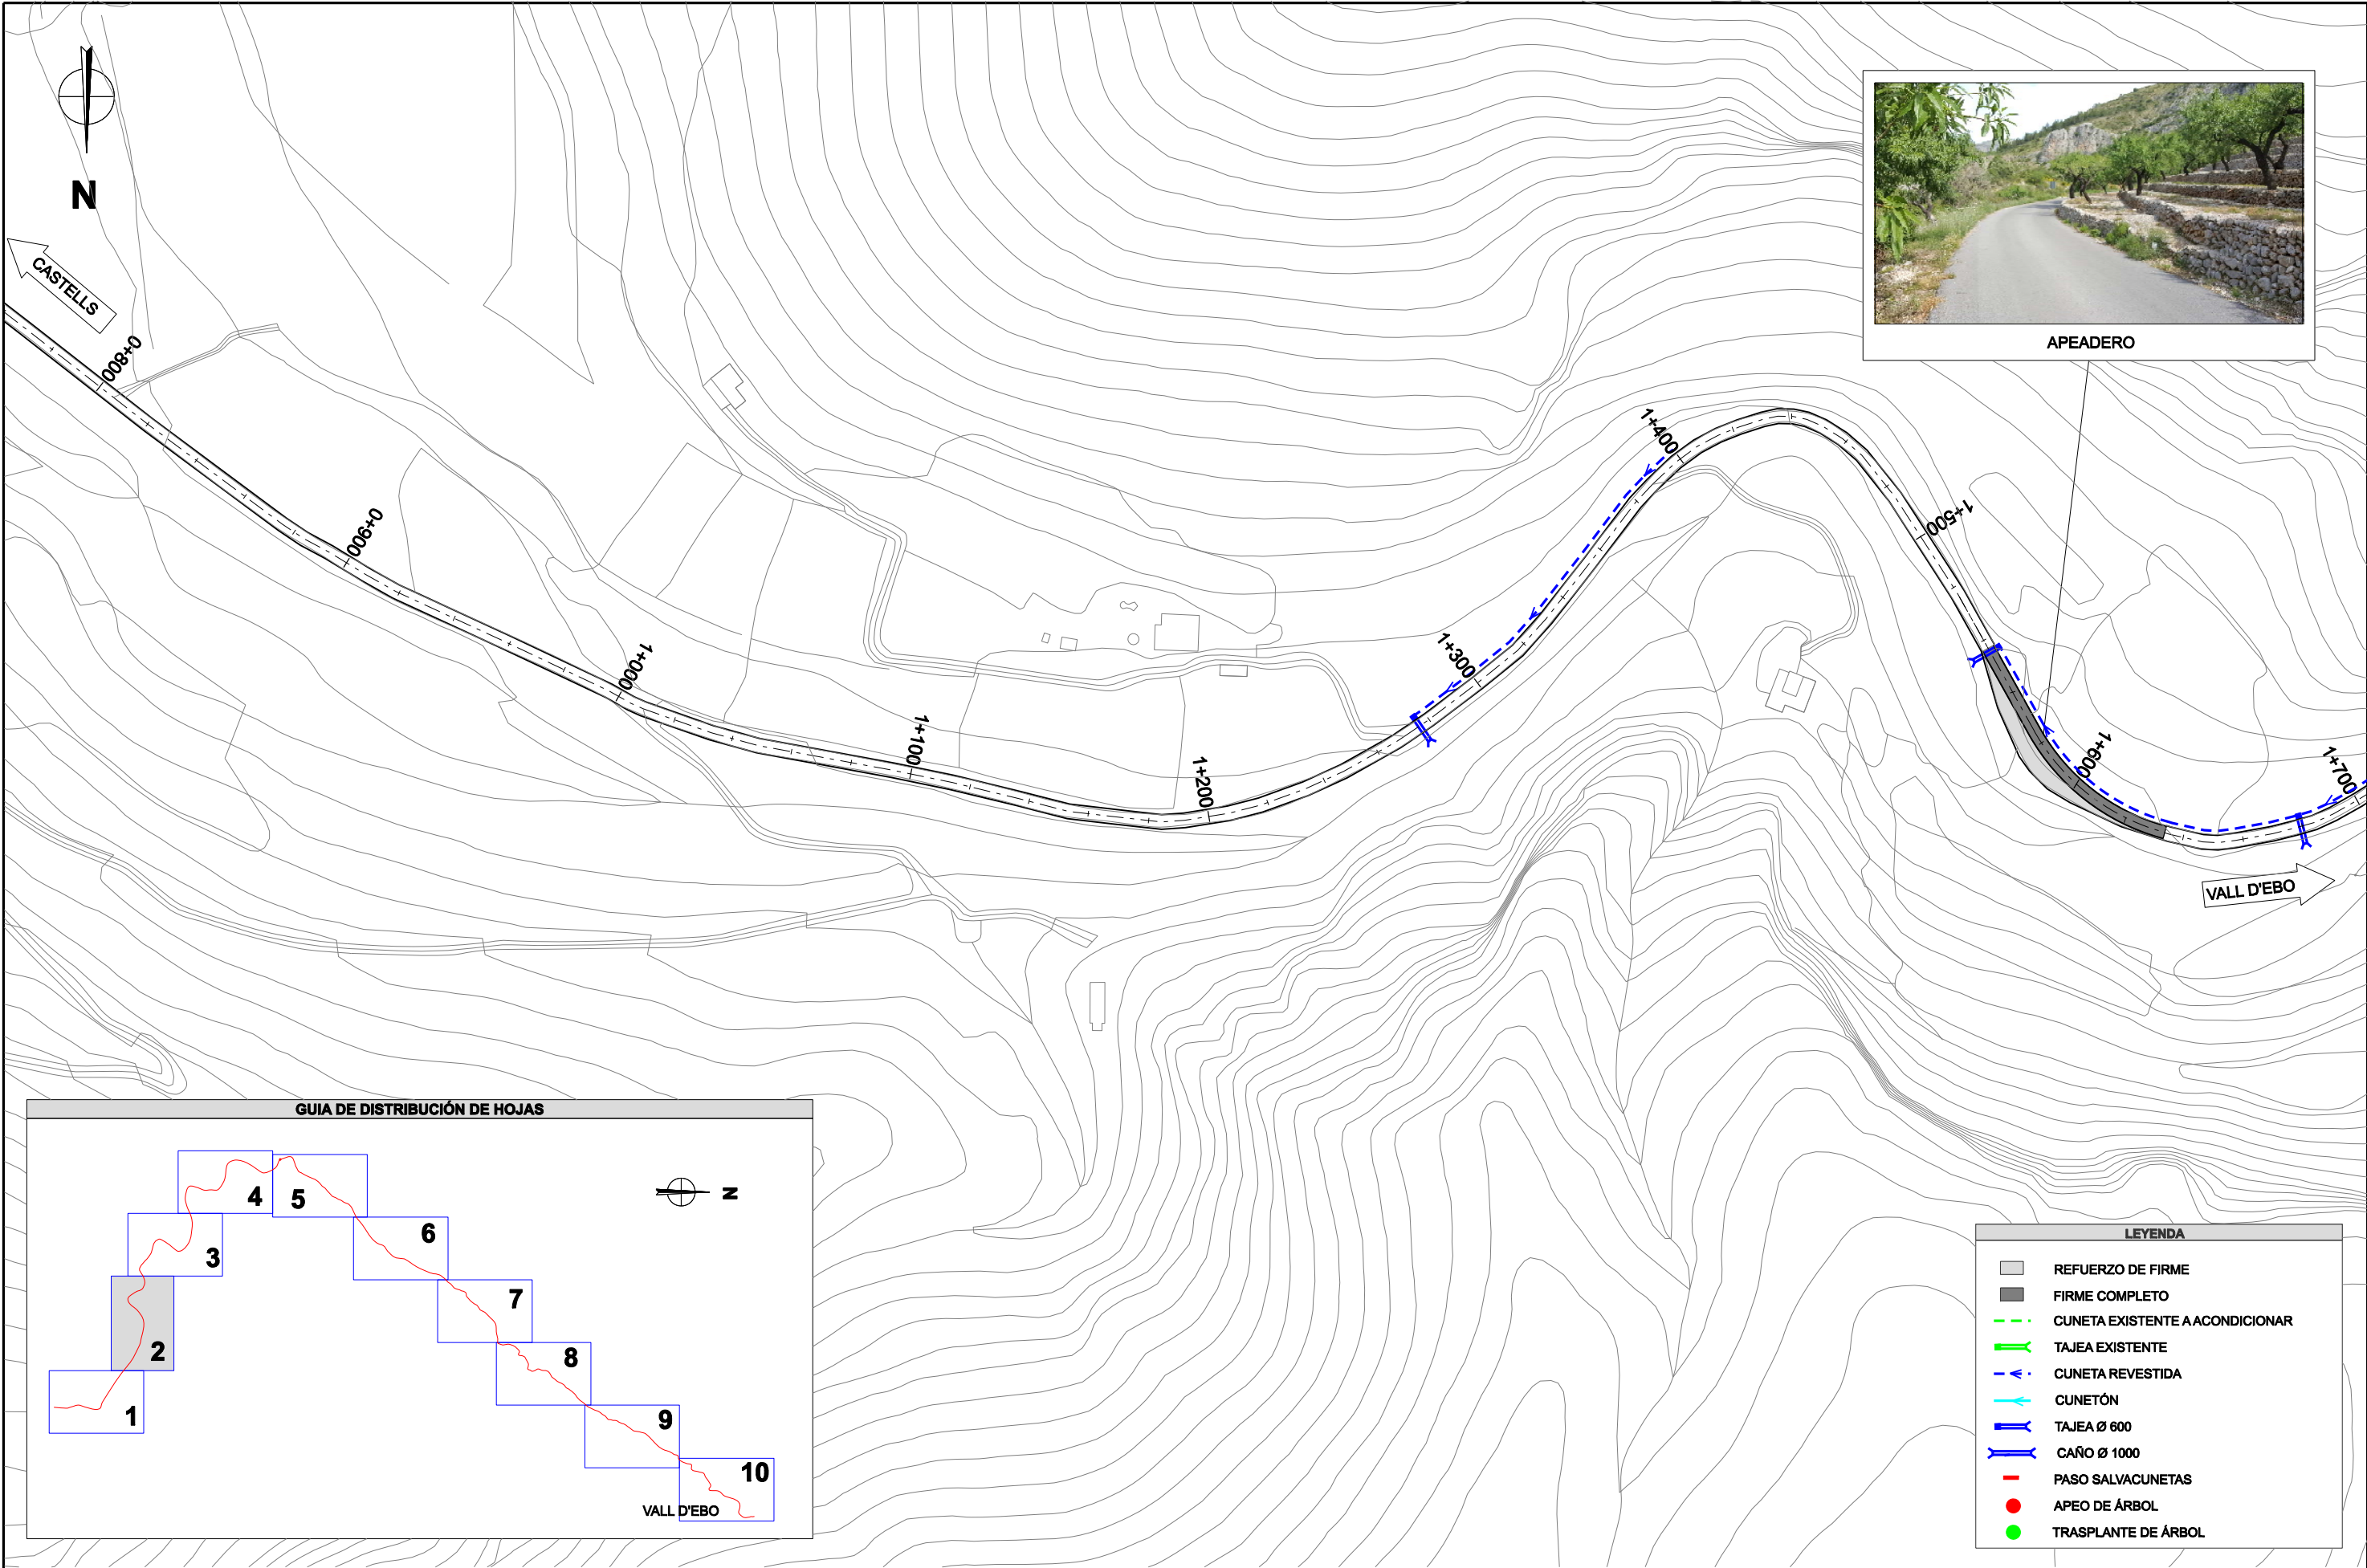 N
CASTELLS
0+800
0+900
1+000
1+100
1+200
1+300
1+400
1+500
1+600
1+700
APEADERO
VALL D'EBO
GUIA DE DISTRIBUCIÓN DE HOJAS
4
5
N
3
6
2
7
1
8
9
10
VALL D'EBO
LEYENDA
REFUERZO DE FIRME
FIRME COMPLETO
CUNETA EXISTENTE A ACONDICIONAR
TAJEA EXISTENTE
CUNETA REVESTIDA
CUNETÓN
TAJEA Ø 600
CAÑO Ø 1000
PASO SALVACUNETAS
APEO DE ÁRBOL
TRASPLANTE DE ÁRBOL